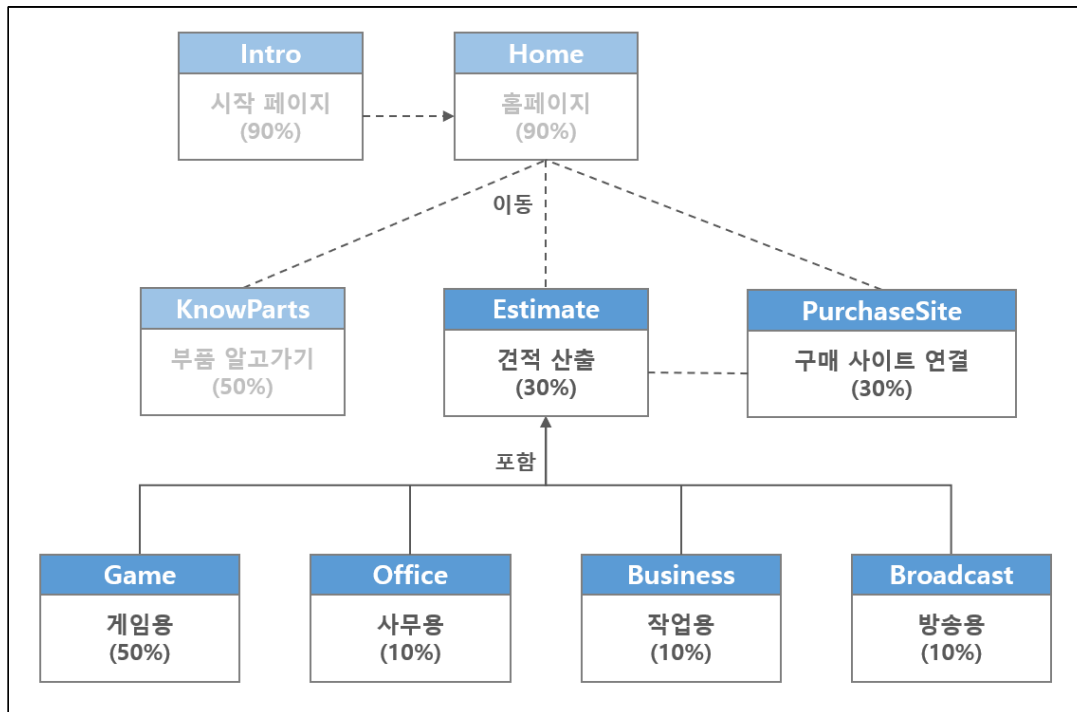 Intro
시작 페이지
(90%)
Home
홈페이지
(90%)
이동
KnowParts
부품 알고가기
(50%)
Estimate
견적 산출
(30%)
PurchaseSite
구매 사이트 연결
(30%)
포함
Game
게임용
(50%)
Office
사무용
(10%)
Business
작업용
(10%)
Broadcast
방송용
(10%)